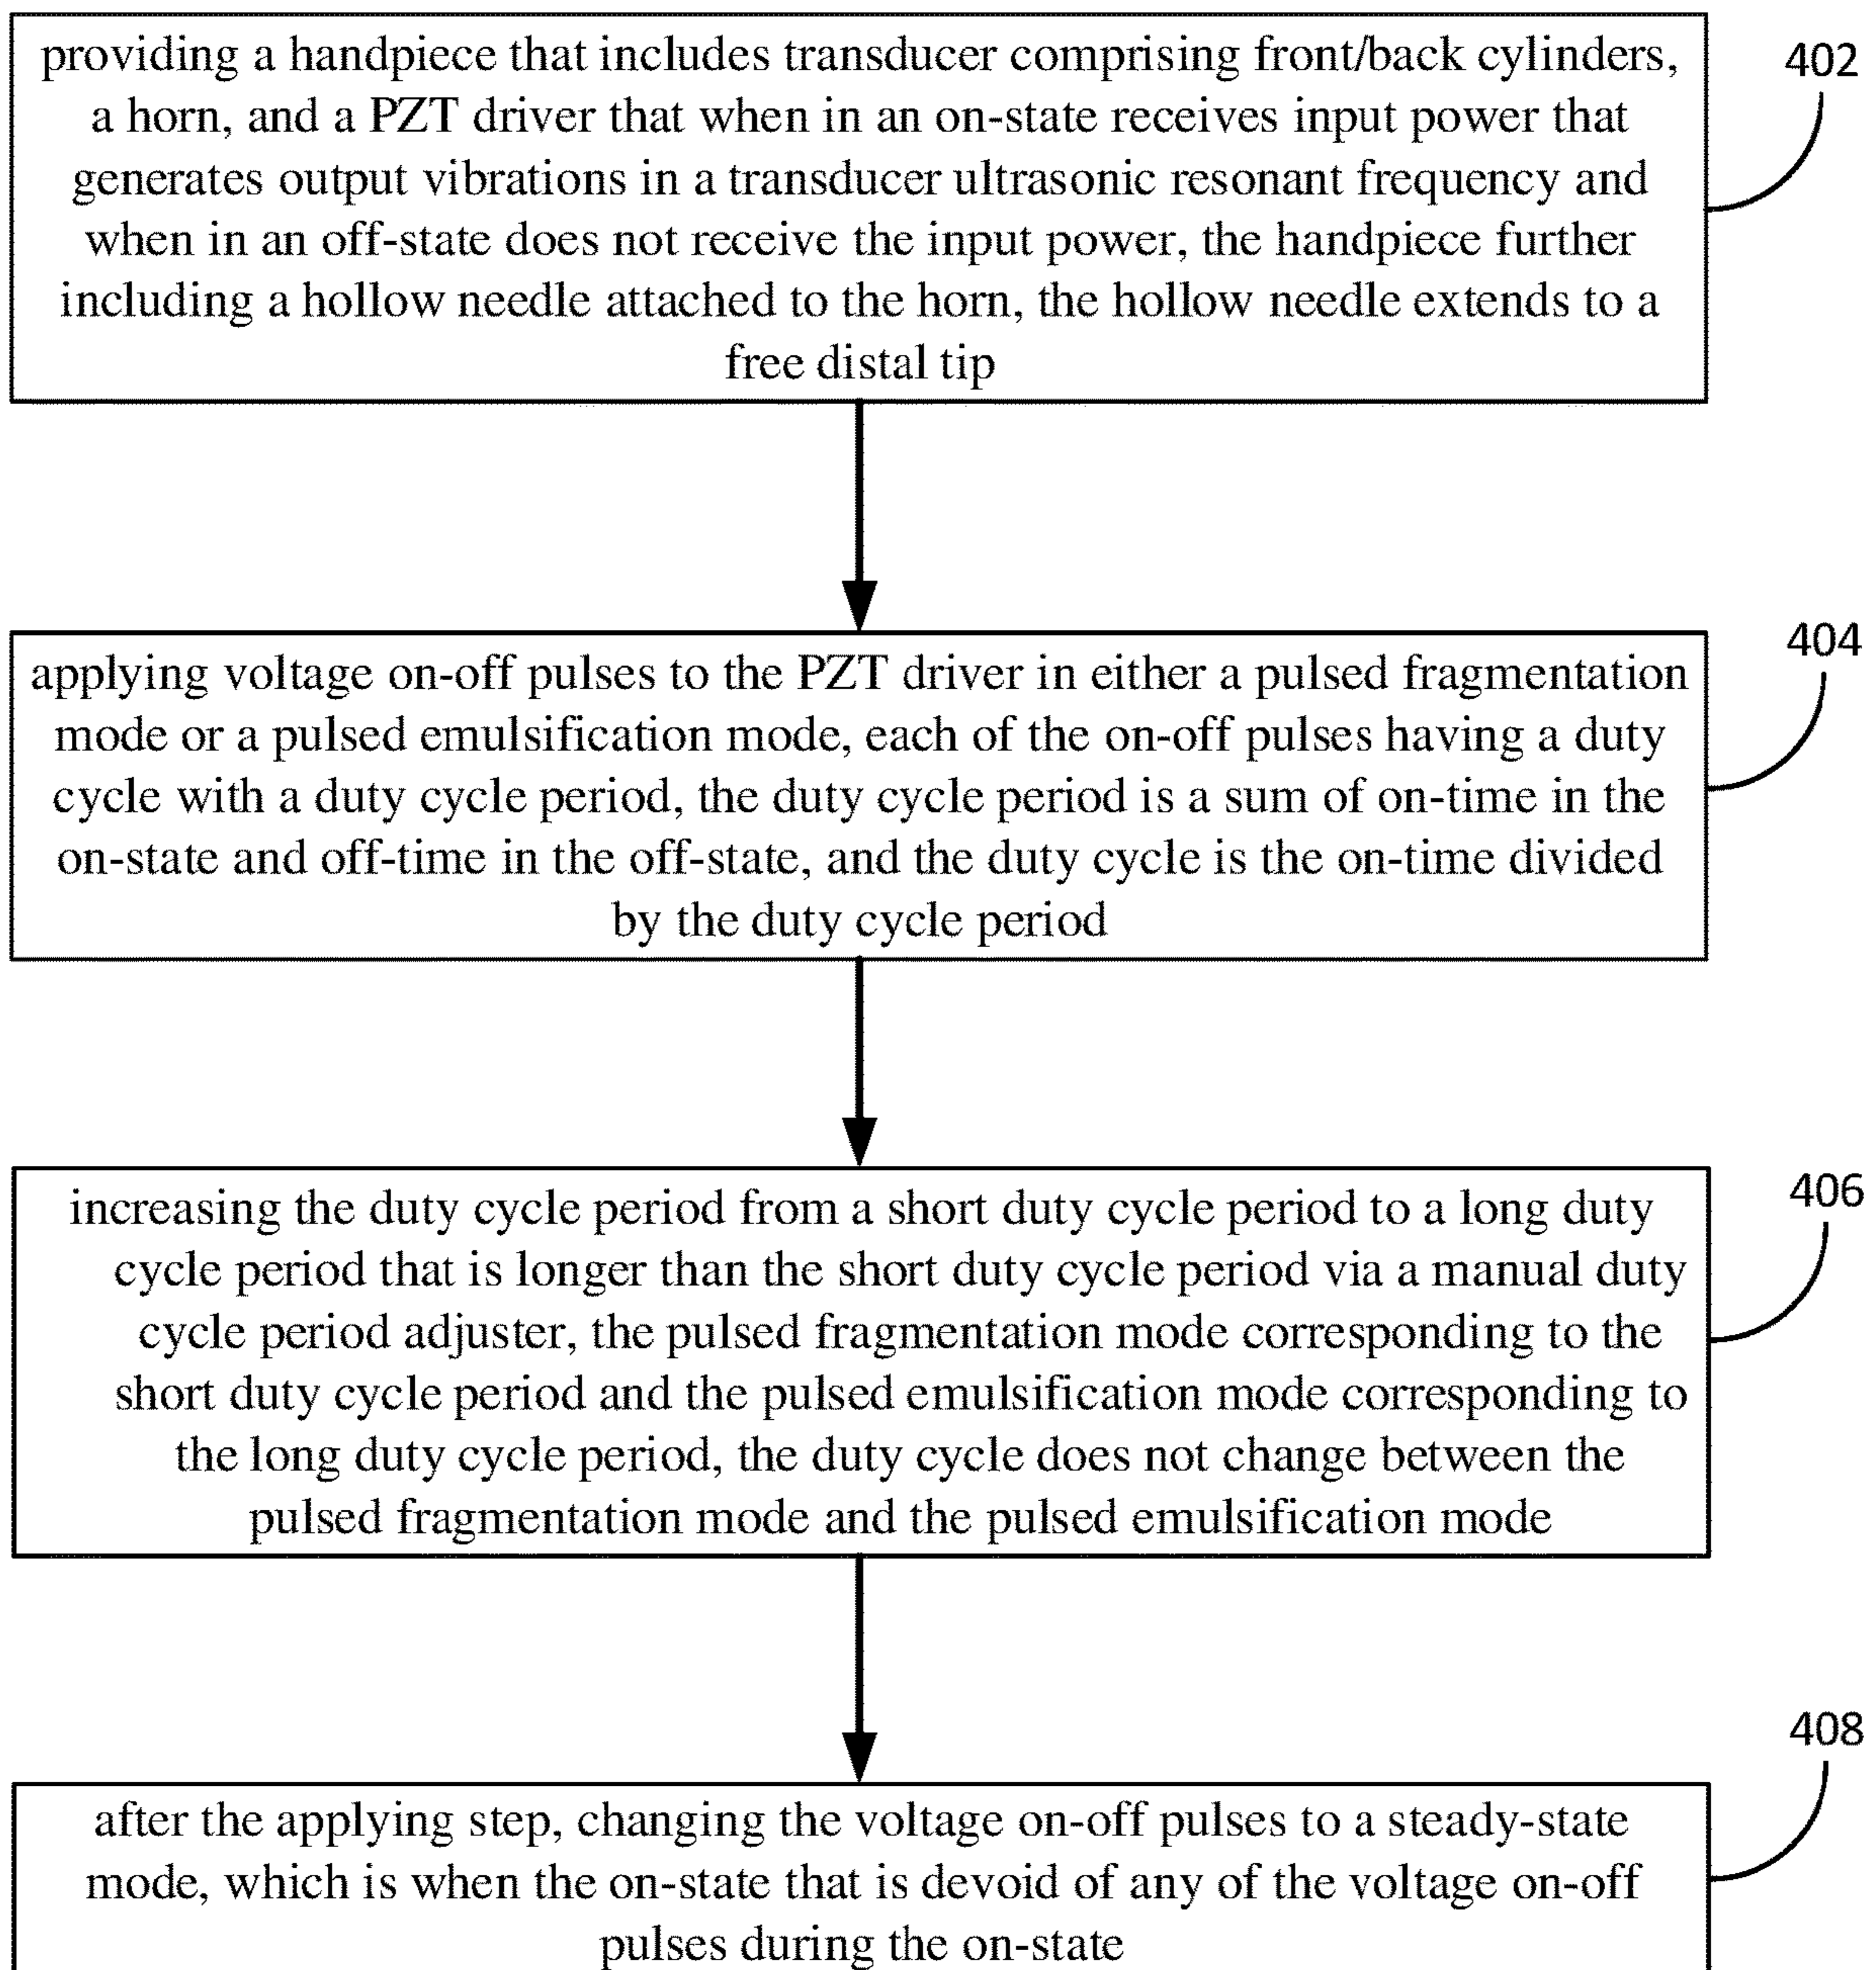 providing a handpiece that includes transducer comprising front/back cylinders,
a horn, and a PZT driver that when in an on-state receives input power that
generates output vibrations in a transducer ultrasonic resonant frequency and
when in an off-state does not receive the input power, the handpiece further
including a hollow needle attached to the horn, the hollow needle extends to a
free distal tip
402
applying voltage on-off pulses to the PZT driver in either a pulsed fragmentation
mode or a pulsed emulsification mode, each of the on-off pulses having a duty
cycle with a duty cycle period, the duty cycle period is a sum of on-time in the
on-state and off-time in the off-state, and the duty cycle is the on-time divided
by the duty cycle period
404
increasing the duty cycle period from a short duty cycle period to a long duty
cycle period that is longer than the short duty cycle period via a manual duty
cycle period adjuster, the pulsed fragmentation mode corresponding to the
short duty cycle period and the pulsed emulsification mode corresponding to
the long duty cycle period, the duty cycle does not change between the
pulsed fragmentation mode and the pulsed emulsification mode
406
after the applying step, changing the voltage on-off pulses to a steady-state
mode, which is when the on-state that is devoid of any of the voltage on-off
pulses during the on-state
408